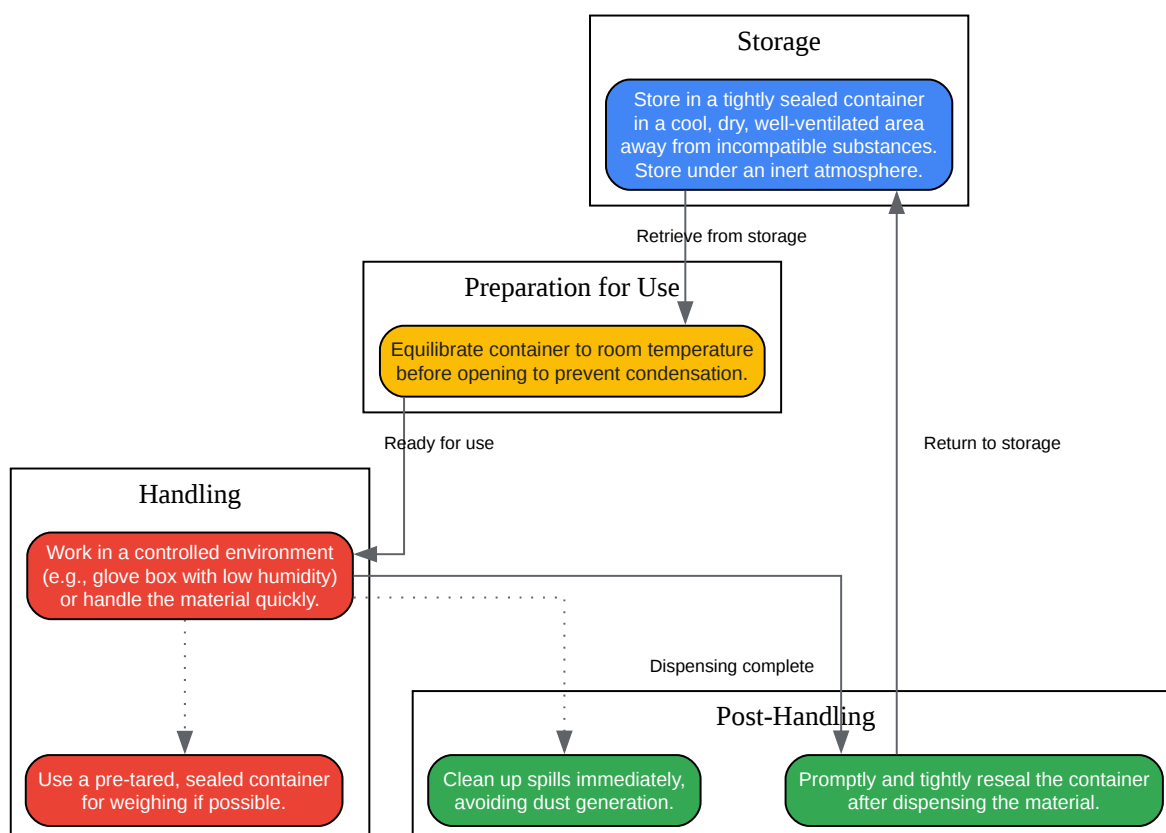 Storage
Store in a tightly sealed container
in a cool, dry, well-ventilated area
away from incompatible substances.
Store under an inert atmosphere.
Retrieve from storage
Preparation for Use
Equilibrate container to room temperature
before opening to prevent condensation.
Ready for use
Return to storage
Handling
Work in a controlled environment
(e.g., glove box with low humidity)
or handle the material quickly.
Dispensing complete
Post-Handling
Use a pre-tared, sealed container
for weighing if possible.
Clean up spills immediately,
avoiding dust generation.
Promptly and tightly reseal the container
after dispensing the material.